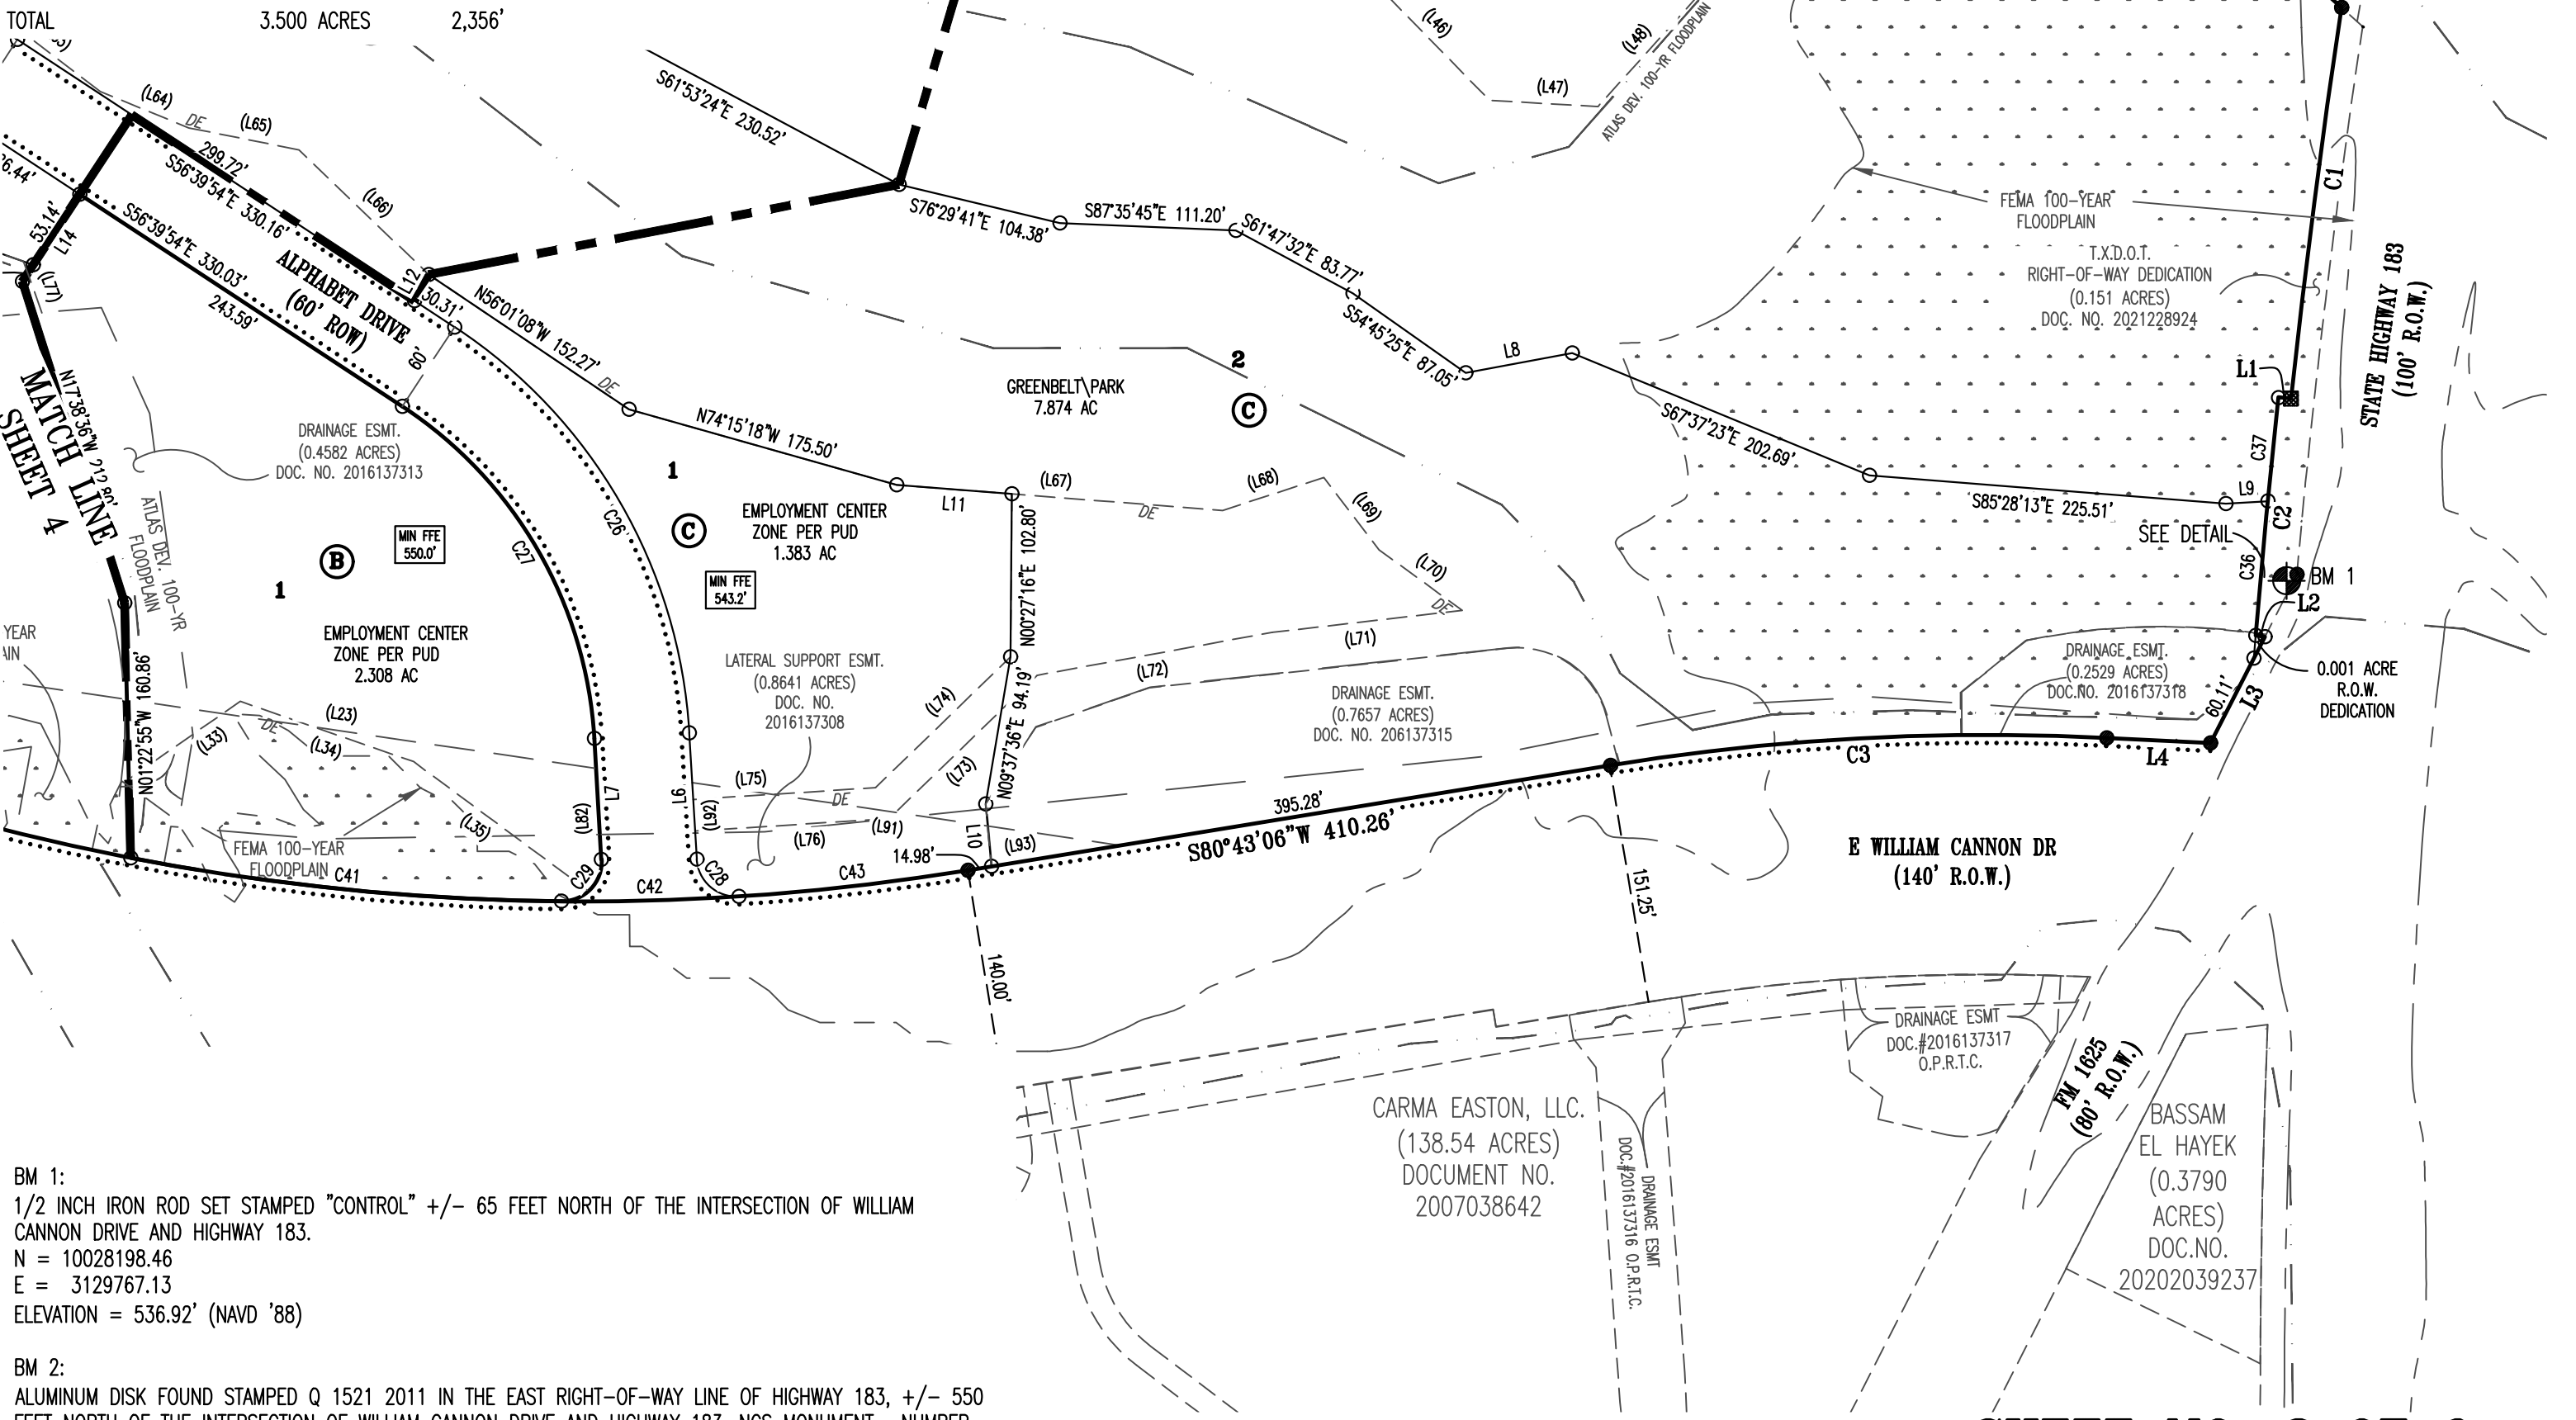 TOTAL 3.500 ACRES 2,356'
(L64)
DE
(L65)
299.72'
S56°39'54"E 330.16'
(L66)
53.14'
L14
(L77)
S56°39'54"E 330.03'
243.59'
ALPHABET DRIVE
(60' ROW)
L12
30.31'
60'
S61°53'24"E 230.52'
(L46)
(L47)
(L48)
ATLAS DEV. 100-YR FLOODPLAIN
S76°29'41"E 104.38'
S87°35'45"E 111.20'
S61°47'32"E 83.77'
S54°45'25"E 87.05'
L8
S67°37'23"E 202.69'
S85°28'13"E 225.51'
L9
N56°01'08"W 152.27'
DE
N74°15'18"W 175.50'
L11
2
GREENBELT\PARK
7.874 AC
C
FEMA 100-YEAR
FLOODPLAIN
T.X.D.O.T.
RIGHT-OF-WAY DEDICATION
(0.151 ACRES)
DOC. NO. 2021228924
C1
STATE HIGHWAY 183
(100' R.O.W.)
L1
C37
C2
SEE DETAIL
C36
BM 1
L2
0.001 ACRE
R.O.W.
DEDICATION
60.11'
L3
MATCH LINE
SHEET 4
N17°38'36"W 212.80'
ATLAS DEV. 100-YR
FLOODPLAIN
DRAINAGE ESMT.
(0.4582 ACRES)
DOC. NO. 2016137313
MIN FFE
550.0'
B
1
EMPLOYMENT CENTER
ZONE PER PUD
2.308 AC
C27
C26
1
C
EMPLOYMENT CENTER
ZONE PER PUD
1.383 AC
MIN FFE
543.2'
(L67)
DE
(L68)
(L69)
(L70)
DE
(L71)
(L72)
N00°27'16"E 102.80'
N09°37'36"E 94.19'
LATERAL SUPPORT ESMT.
(0.8641 ACRES)
DOC. NO.
2016137308
(L74)
(L73)
DRAINAGE ESMT.
(0.7657 ACRES)
DOC. NO. 206137315
DRAINAGE ESMT.
(0.2529 ACRES)
DOC.NO. 2016137318
YEAR
N01°22'55"W 160.86'
(L33)
DE
(L23)
(L34)
(L35)
FEMA 100-YEAR
FLOODPLAIN
C41
(L82)
L7
L6
(L92)
C29
C42
C28
C43
(L75)
DE
(L76)
(L91)
14.98'
L10
(L93)
395.28'
S80°43'06"W 410.26'
C3
L4
140.00'
151.25'
E WILLIAM CANNON DR
(140' R.O.W.)
DRAINAGE ESMT
DOC.#2016137317
O.P.R.T.C.
FM 1625
(80' R.O.W.)
CARMA EASTON, LLC.
(138.54 ACRES)
DOCUMENT NO.
2007038642
DRAINAGE ESMT
DOC.#2016137316 O.P.R.T.C.
BASSAM
EL HAYEK
(0.3790
ACRES)
DOC.NO.
20202039237
BM 1:
1/2 INCH IRON ROD SET STAMPED "CONTROL" +/- 65 FEET NORTH OF THE INTERSECTION OF WILLIAM
CANNON DRIVE AND HIGHWAY 183.
N = 10028198.46
E = 3129767.13
ELEVATION = 536.92' (NAVD '88)
BM 2:
ALUMINUM DISK FOUND STAMPED Q 1521 2011 IN THE EAST RIGHT-OF-WAY LINE OF HIGHWAY 183, +/- 550
FEET NORTH OF THE INTERSECTION OF WILLIAM CANNON DRIVE AND HIGHWAY 183. NGS MONUMENT